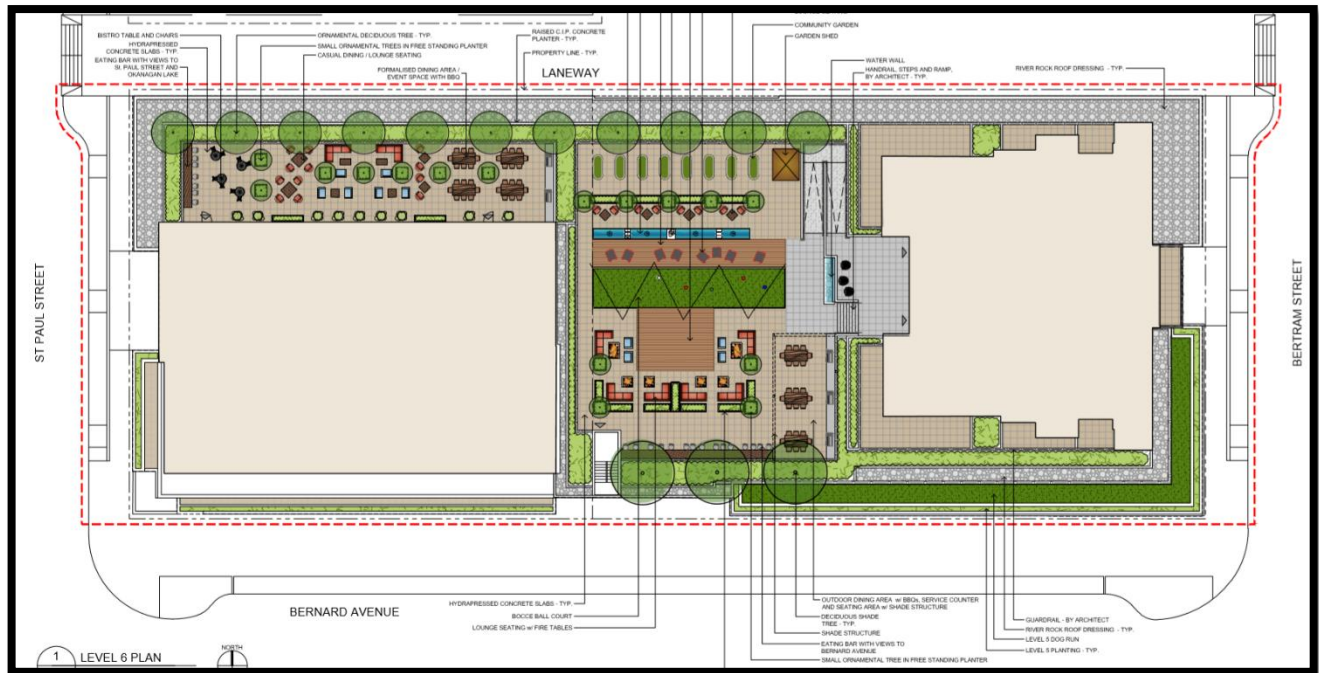 COMMUNITY GARDEN
GARDEN SHED
BISTRO TABLE AND CHAIRS
HYDRAPRESSED
CONCRETE SLABS - TYP.
EATING BAR WITH VIEWS TO
St. PAUL STREET AND
OKANAGAN LAKE
ORNAMENTAL DECIDUOUS TREE - TYP.
SMALL ORNAMENTAL TREES IN FREE STANDING PLANTER
CASUAL DINING / LOUNGE SEATING
FORMALISED DINING AREA /
EVENT SPACE WITH BBQ
RAISED C.I.P. CONCRETE
PLANTER - TYP.
PROPERTY LINE - TYP.
LANEWAY
WATER WALL
HANDRAIL, STEPS AND RAMP,
BY ARCHITECT - TYP.
RIVER ROCK ROOF DRESSING - TYP.
ST PAUL STREET
BERTRAM STREET
BERNARD AVENUE
HYDRAPRESSED CONCRETE SLABS - TYP.
BOCCE BALL COURT
LOUNGE SEATING w/ FIRE TABLES
OUTDOOR DINING AREA w/ BBQs, SERVICE COUNTER
AND SEATING AREA w/ SHADE STRUCTURE
DECIDUOUS SHADE
TREE - TYP.
SHADE STRUCTURE
EATING BAR WITH VIEWS TO
BERNARD AVENUE
SMALL ORNAMENTAL TREE IN FREE STANDING PLANTER
GUARDRAIL - BY ARCHITECT
RIVER ROCK ROOF DRESSING - TYP.
LEVEL 5 DOG RUN
LEVEL 5 PLANTING - TYP.
1 LEVEL 6 PLAN
NORTH